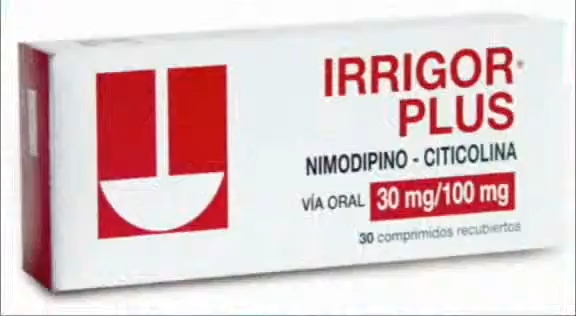 IRRIGOR®
PLUS
NIMODIPINO - CITICOLINA
VÍA ORAL 30 mg/100 mg
30 comprimidos recubiertos